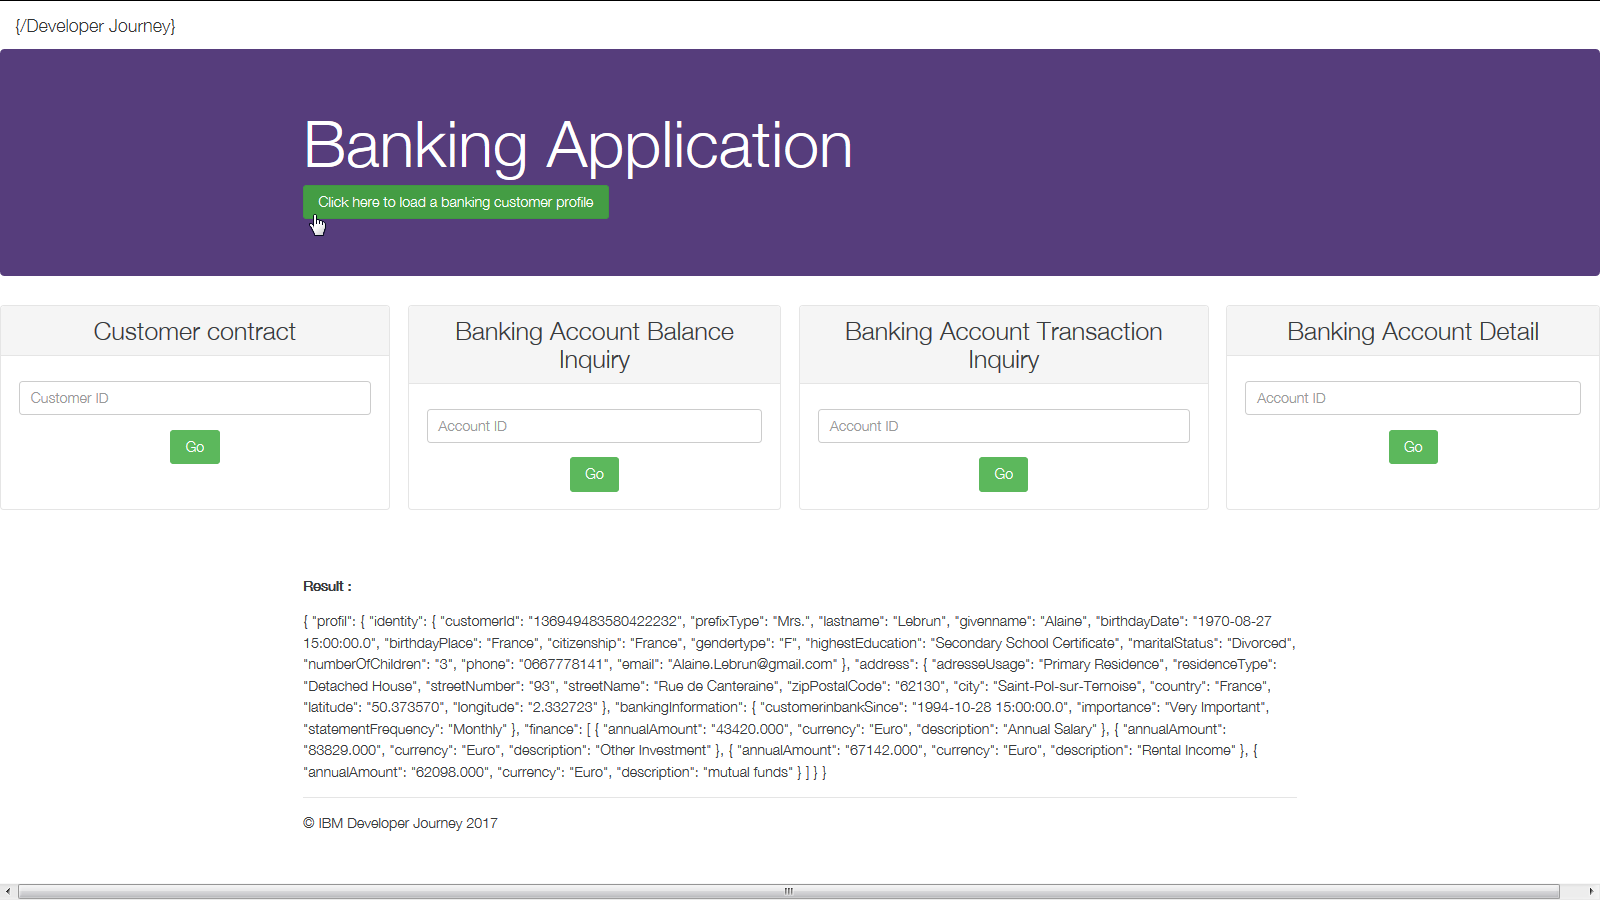 {/Developer Journey}
Banking Application
Click here to load a banking customer profile
Customer contract
Customer ID
Go
Banking Account Balance
Inquiry
Account ID
Go
Banking Account Transaction
Inquiry
Account ID
Go
Banking Account Detail
Account ID
Go
Result :
{ "profil": { "identity": { "customerId": "136949483580422232", "prefixType": "Mrs.", "lastname": "Lebrun", "givenname": "Alaine", "birthdayDate": "1970-08-27
15:00:00.0", "birthdayPlace": "France", "citizenship": "France", "gendertype": "F", "highestEducation": "Secondary School Certificate", "maritalStatus": "Divorced",
"numberOfChildren": "3", "phone": "0667778141", "email": "Alaine.Lebrun@gmail.com" }, "address": { "adresseUsage": "Primary Residence", "residenceType":
"Detached House", "streetNumber": "93", "streetName": "Rue de Canteraine", "zipPostalCode": "62130", "city": "Saint-Pol-sur-Ternoise", "country": "France",
"latitude": "50.373570", "longitude": "2.332723" }, "bankingInformation": { "customerinbankSince": "1994-10-28 15:00:00.0", "importance": "Very Important",
"statementFrequency": "Monthly" }, "finance": [ { "annualAmount": "43420.000", "currency": "Euro", "description": "Annual Salary" }, { "annualAmount":
"83829.000", "currency": "Euro", "description": "Other Investment" }, { "annualAmount": "67142.000", "currency": "Euro", "description": "Rental Income" }, {
"annualAmount": "62098.000", "currency": "Euro", "description": "mutual funds" } ] } }
© IBM Developer Journey 2017